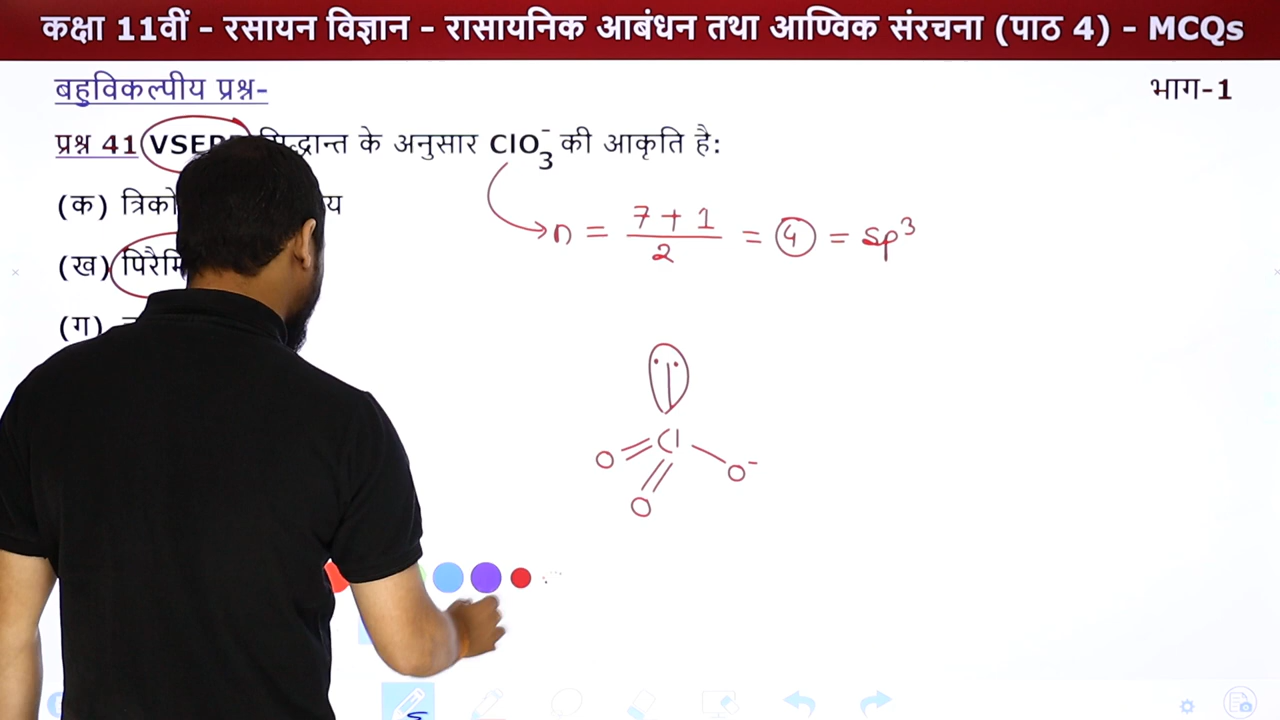 कक्षा 11वीं - रसायन विज्ञान - रासायनिक आबंधन तथा आण्विक संरचना (पाठ 4) - MCQs
बहुविकल्पीय प्रश्न-
भाग-1
प्रश्न 41 के अनुसार ClO₃⁻ की आकृति है:
(क)
n = 7 + 1 / 2 = 4 = sp³
(ख)
(ग)
Cl
O
O⁻
O